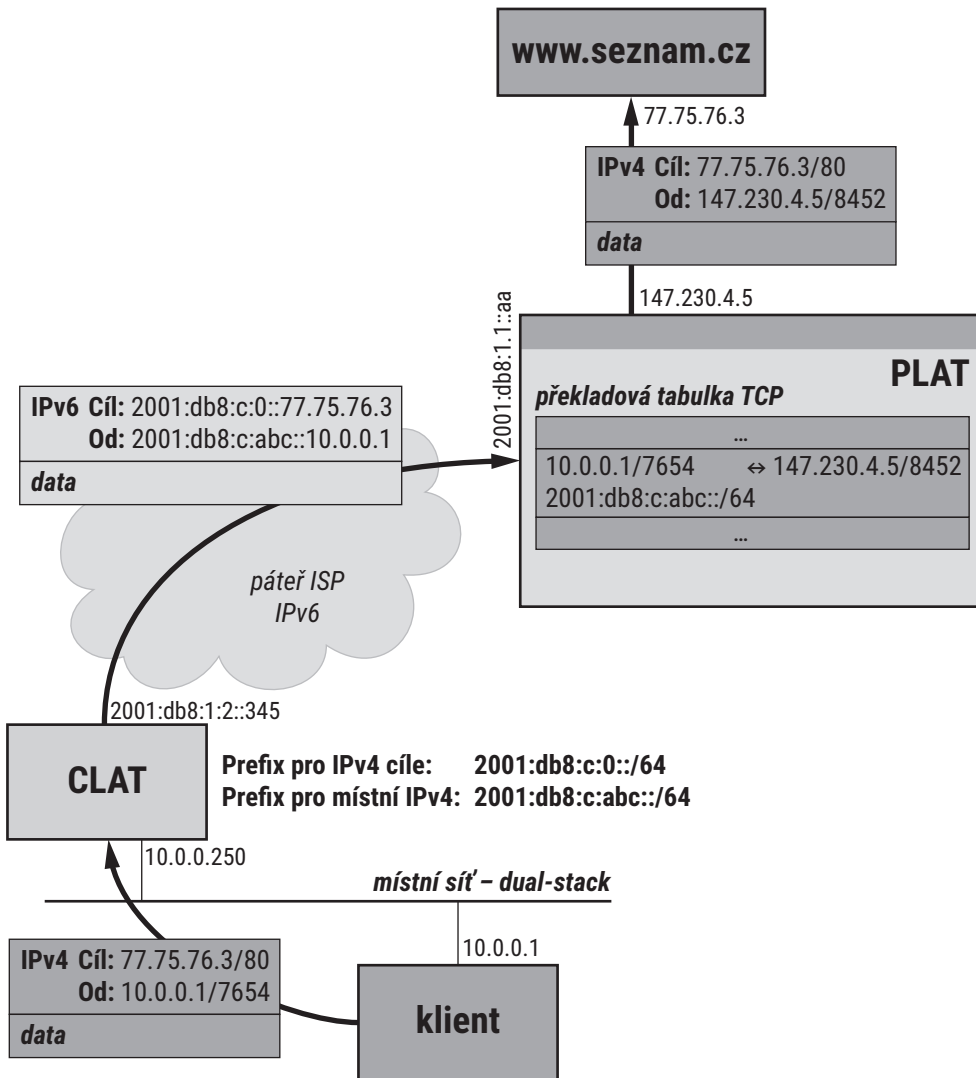 www.seznam.cz
77.75.76.3
IPv4 Cíl: 77.75.76.3/80
Od: 147.230.4.5/8452
data
147.230.4.5
2001:db8:1.1::aa
PLAT
překladová tabulka TCP
...
10.0.0.1/7654 ↔ 147.230.4.5/8452
2001:db8:c:abc::/64
...
IPv6 Cíl: 2001:db8:c:0::77.75.76.3
Od: 2001:db8:c:abc::10.0.0.1
data
páteř ISP
IPv6
2001:db8:1:2::345
CLAT
Prefix pro IPv4 cíle: 2001:db8:c:0::/64
Prefix pro místní IPv4: 2001:db8:c:abc::/64
10.0.0.250
místní síť – dual-stack
10.0.0.1
IPv4 Cíl: 77.75.76.3/80
Od: 10.0.0.1/7654
data
klient